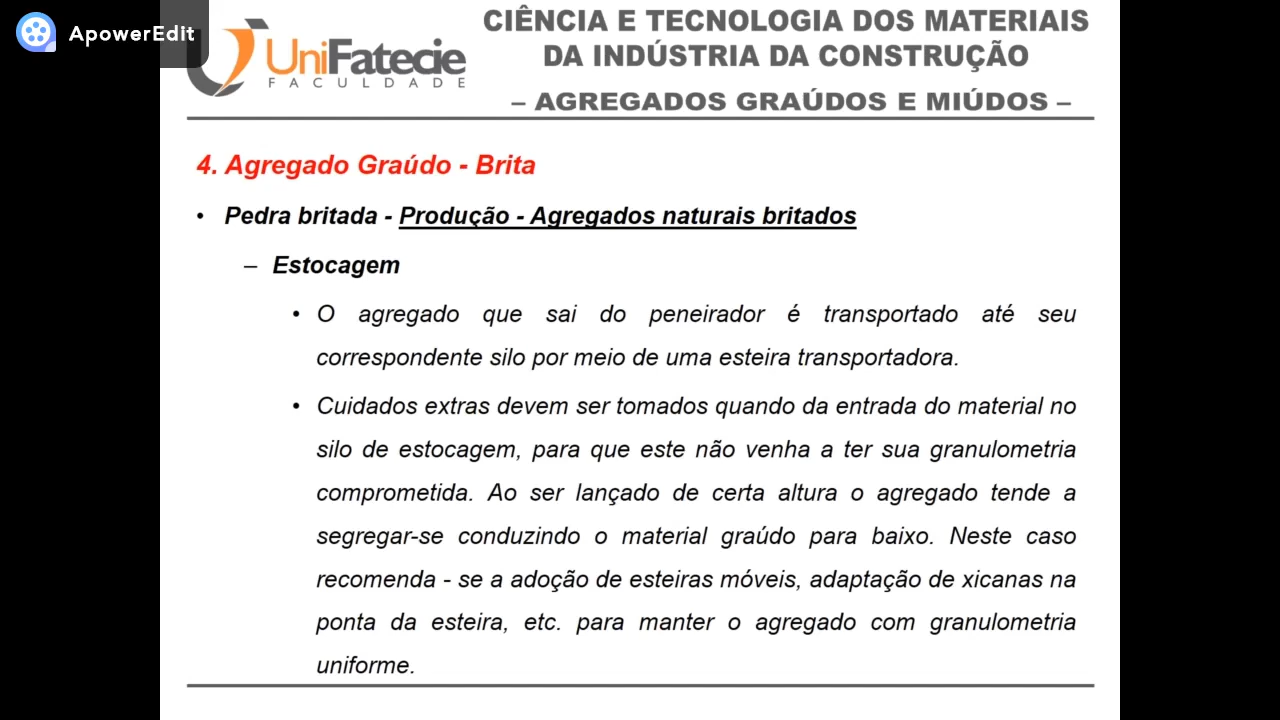 ApowerEdit
UniFatecie
FACULDADE
CIÊNCIA E TECNOLOGIA DOS MATERIAIS
DA INDÚSTRIA DA CONSTRUÇÃO
– AGREGADOS GRAÚDOS E MIÚDOS –
4. Agregado Graúdo - Brita
• Pedra britada - Produção - Agregados naturais britados
– Estocagem
• O agregado que sai do peneirador é transportado até seu
correspondente silo por meio de uma esteira transportadora.
• Cuidados extras devem ser tomados quando da entrada do material no
silo de estocagem, para que este não venha a ter sua granulometria
comprometida. Ao ser lançado de certa altura o agregado tende a
segregar-se conduzindo o material graúdo para baixo. Neste caso
recomenda - se a adoção de esteiras móveis, adaptação de xicanas na
ponta da esteira, etc. para manter o agregado com granulometria
uniforme.